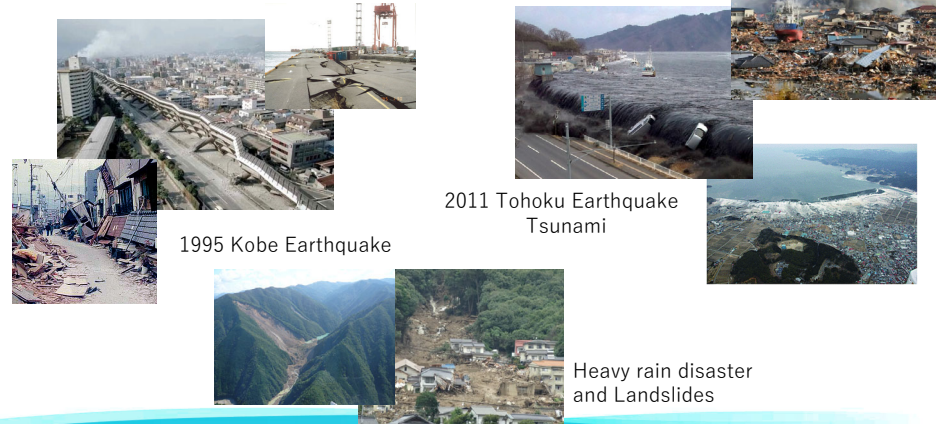 2011 Tohoku Earthquake
Tsunami
1995 Kobe Earthquake
Heavy rain disaster
and Landslides